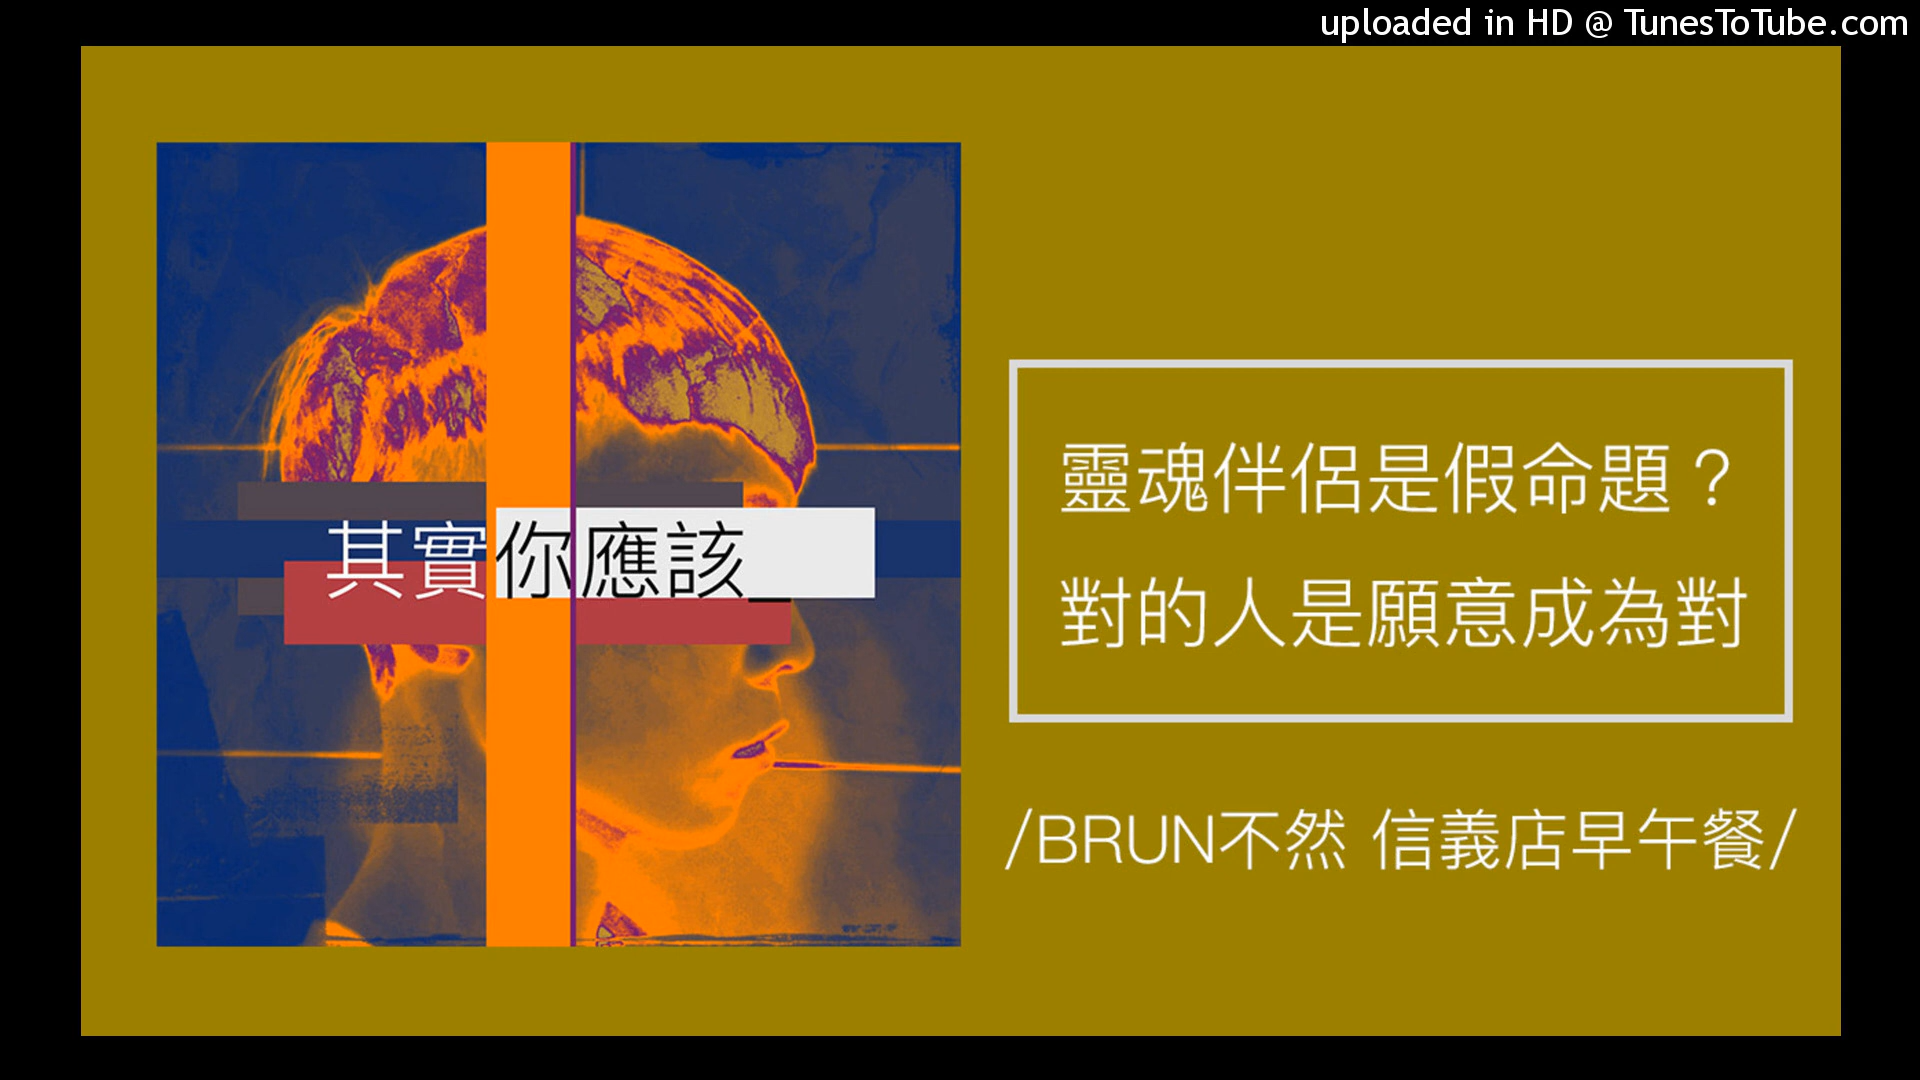 uploaded in HD @ TunesToTube.com
其實你應該_
靈魂伴侶是假命題？
對的人是願意成為對
/BRUN不然 信義店早午餐/